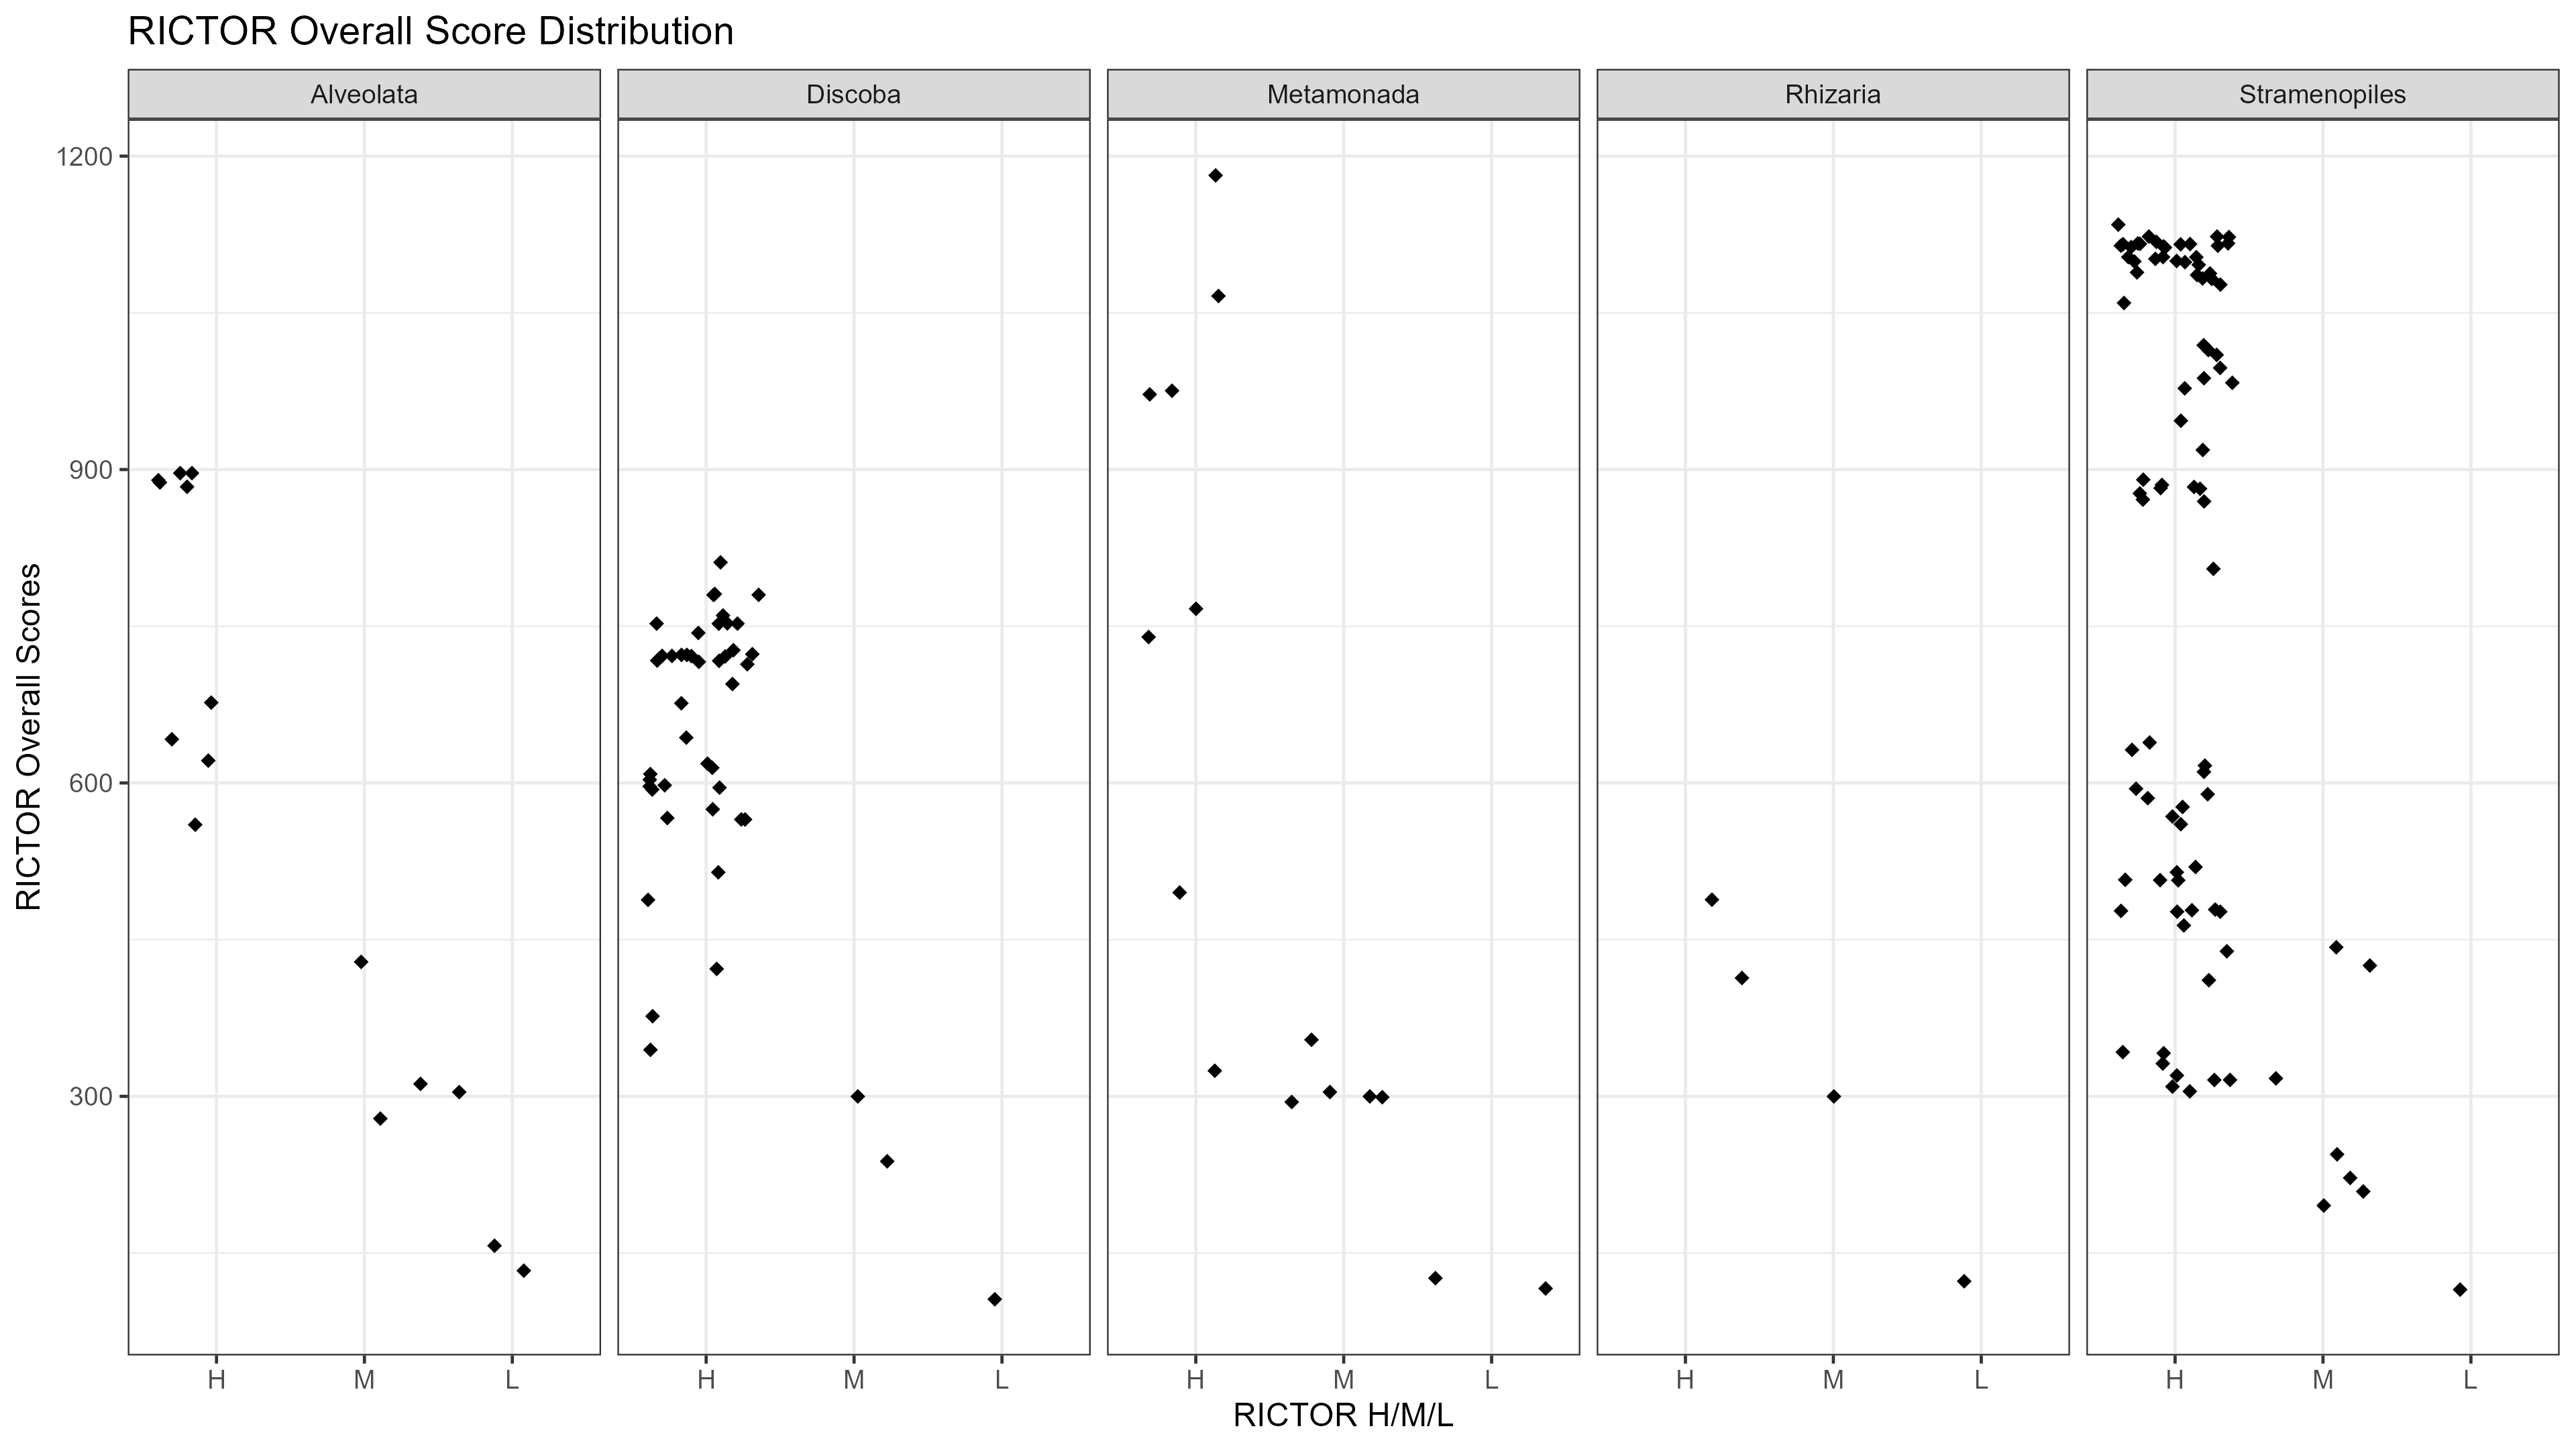 RICTOR Overall Score Distribution
Alveolata Discoba Metamonada Rhizaria Stramenopiles
RICTOR Overall Scores
1200
900
600
300
H M L H M L H M L H M L H M L
RICTOR H/M/L